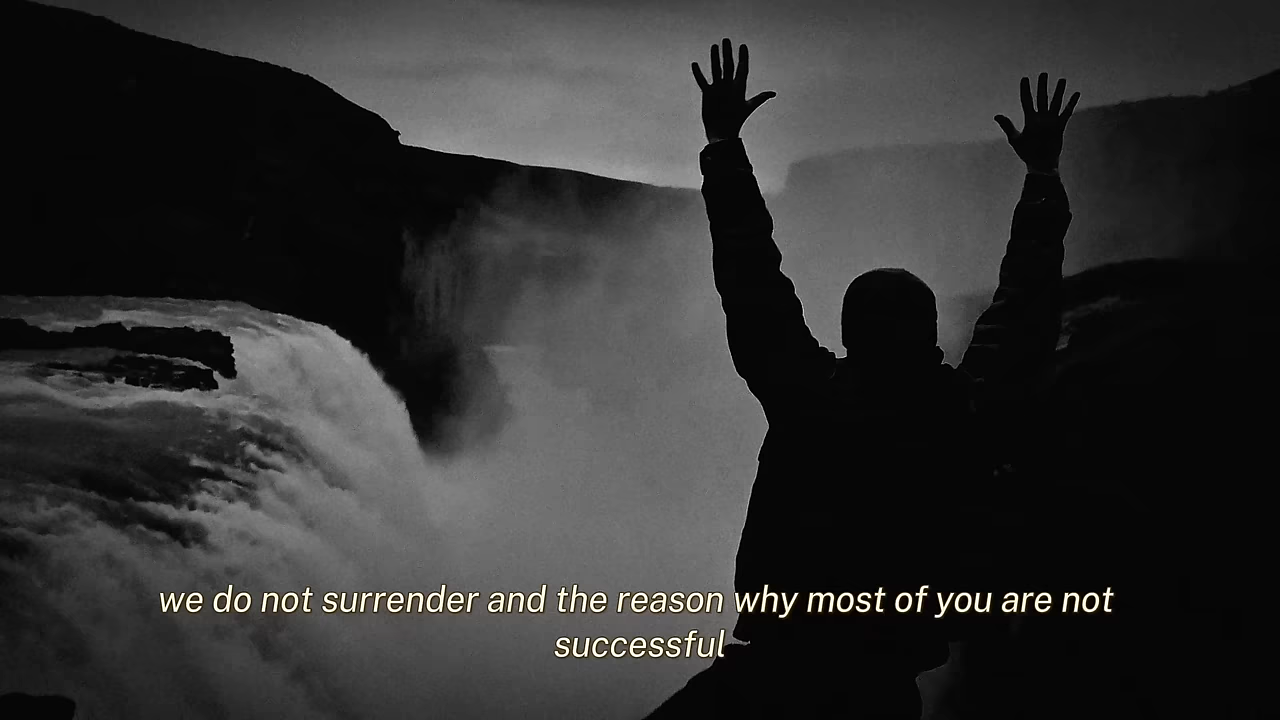 we do not surrender and the reason why most of you are not
successful